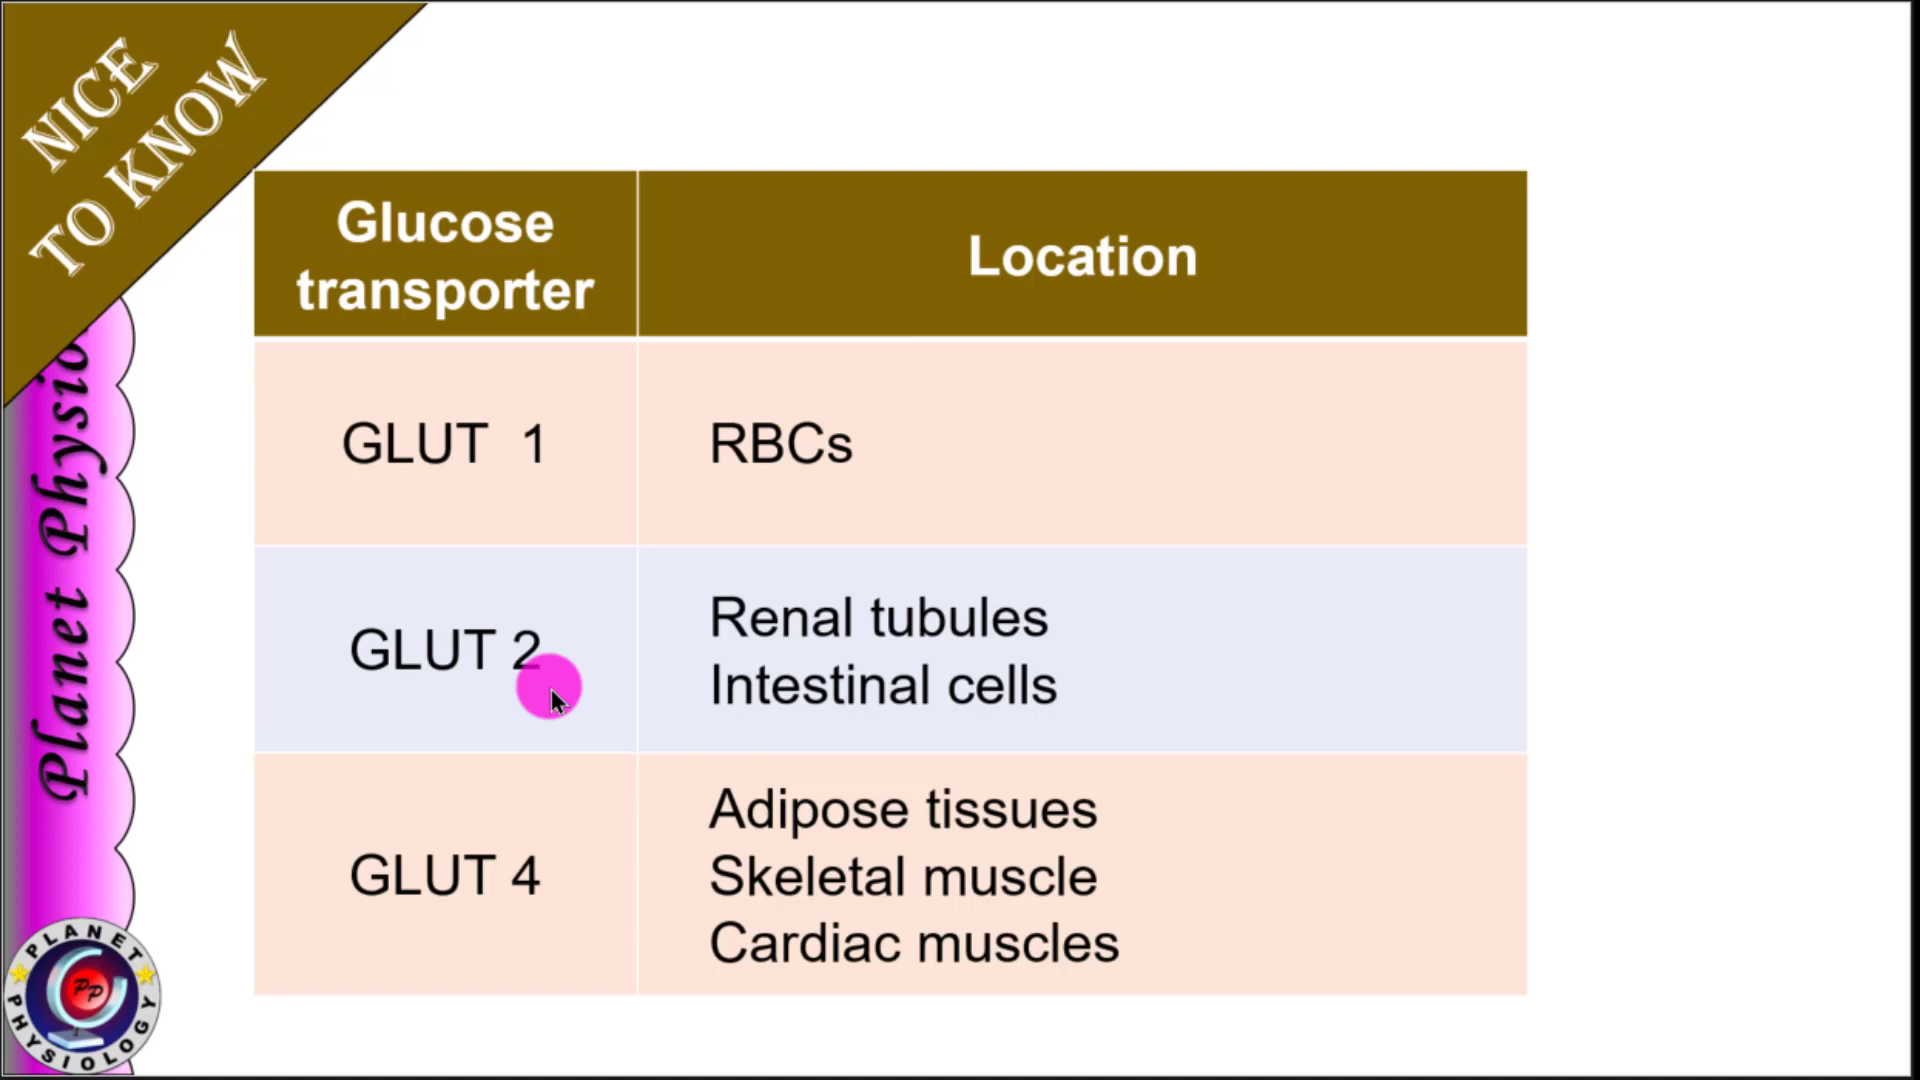 NICE
TO KNOW
Glucose
transporter
Location
GLUT 1
RBCs
GLUT 2
Renal tubules
Intestinal cells
GLUT 4
Adipose tissues
Skeletal muscle
Cardiac muscles
Planet Physio
PLANET
PP
PHYSIOLOGY